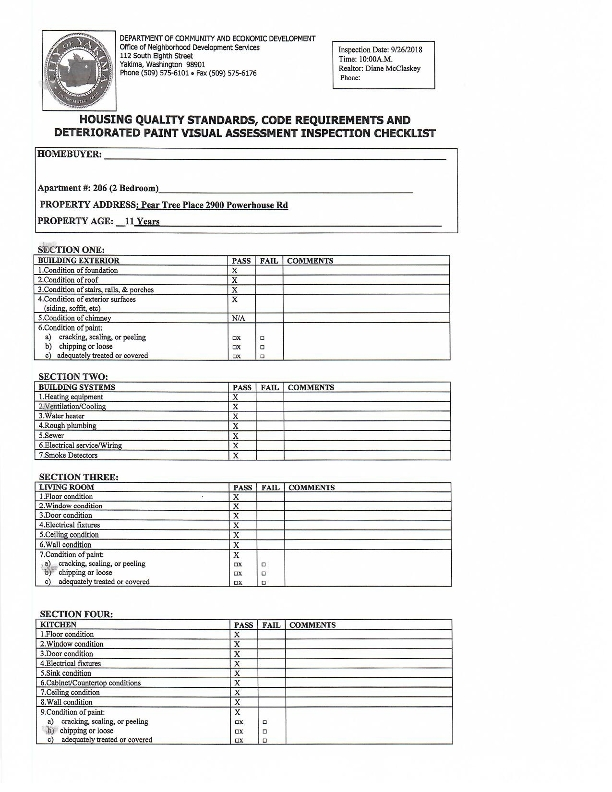 CITY OF YAKIMA
DEPARTMENT OF COMMUNITY AND ECONOMIC DEVELOPMENT
Office of Neighborhood Development Services
112 South Eighth Street
Yakima, Washington 98901
Phone (509) 575-6101 • Fax (509) 575-6176
Inspection Date: 9/26/2018
Time: 10:00A.M.
Realtor: Diane McClaskey
Phone:
HOUSING QUALITY STANDARDS, CODE REQUIREMENTS AND
DETERIORATED PAINT VISUAL ASSESSMENT INSPECTION CHECKLIST
HOMEBUYER:
Apartment #: 206 (2 Bedroom)
PROPERTY ADDRESS: Pear Tree Place 2900 Powerhouse Rd
PROPERTY AGE: 11 Years
SECTION ONE:
BUILDING EXTERIOR PASS FAIL COMMENTS
1.Condition of foundation X
2.Condition of roof X
3.Condition of stairs, rails, & porches X
4.Condition of exterior surfaces X
(siding, soffit, etc)
5.Condition of chimney N/A
6.Condition of paint:
a) cracking, scaling, or peeling □X □
b) chipping or loose □X □
c) adequately treated or covered □X □
SECTION TWO:
BUILDING SYSTEMS PASS FAIL COMMENTS
1.Heating equipment X
2.Ventilation/Cooling X
3.Water heater X
4.Rough plumbing X
5.Sewer X
6.Electrical service/Wiring X
7.Smoke Detectors X
SECTION THREE:
LIVING ROOM PASS FAIL COMMENTS
1.Floor condition X
2.Window condition X
3.Door condition X
4.Electrical fixtures X
5.Ceiling condition X
6.Wall condition X
7.Condition of paint: X
a) cracking, scaling, or peeling □X □
b) chipping or loose □X □
c) adequately treated or covered □X □
SECTION FOUR:
KITCHEN PASS FAIL COMMENTS
1.Floor condition X
2.Window condition X
3.Door condition X
4.Electrical fixtures X
5.Sink condition X
6.Cabinet/Countertop conditions X
7.Ceiling condition X
8.Wall condition X
9.Condition of paint: X
a) cracking, scaling, or peeling □X □
b) chipping or loose □X □
c) adequately treated or covered □X □